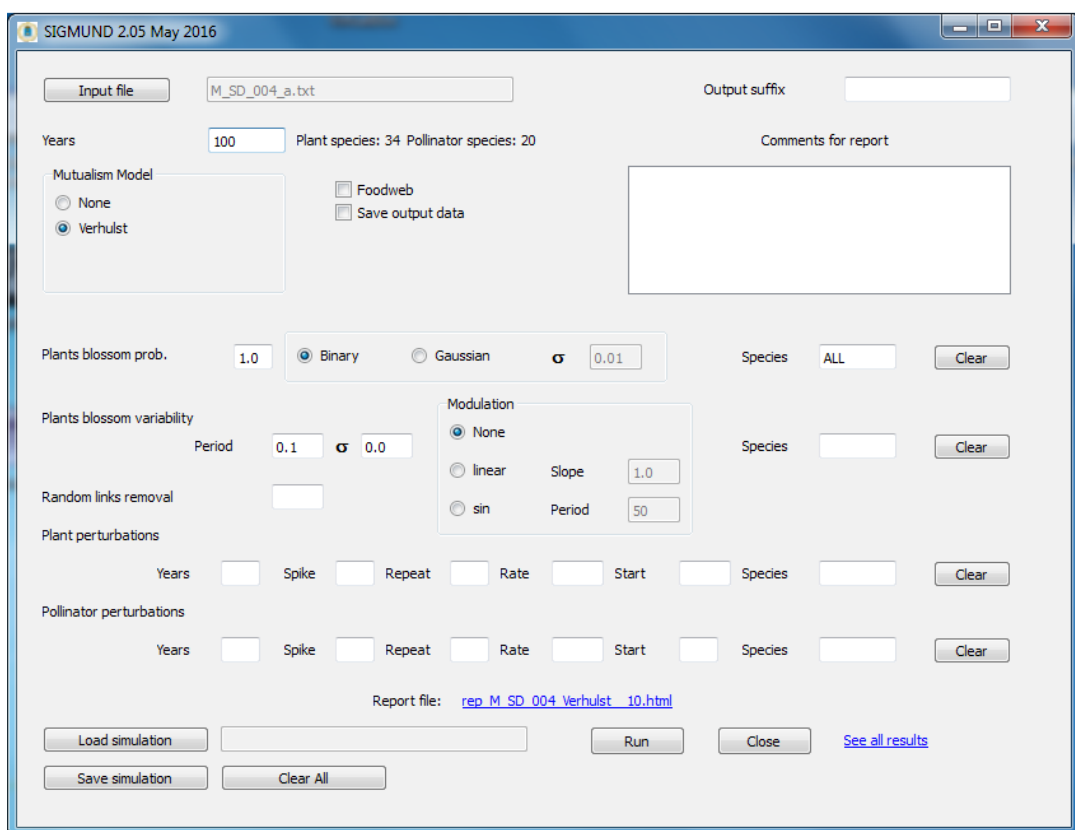 SIGMUND 2.05 May 2016
Input file M_SD_004_a.txt Output suffix
Years 100 Plant species: 34 Pollinator species: 20 Comments for report
Mutualism Model
None
Verhulst
Foodweb
Save output data
Plants blossom prob. 1.0 Binary Gaussian σ 0.01 Species ALL Clear
Plants blossom variability
Period 0.1 σ 0.0
Modulation
None
linear Slope 1.0
sin Period 50
Species Clear
Random links removal
Plant perturbations
Years Spike Repeat Rate Start Species Clear
Pollinator perturbations
Years Spike Repeat Rate Start Species Clear
Report file: rep_M_SD_004_Verhulst__10.html
Load simulation Run Close See all results
Save simulation Clear All